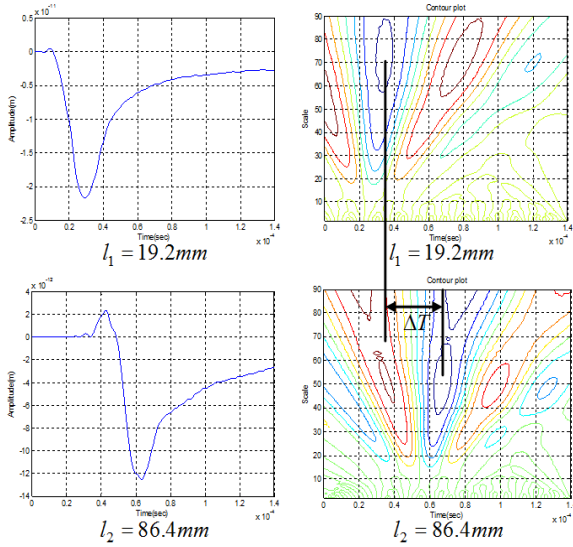 x 10⁻¹¹
0.5
0
-0.5
-1
-1.5
-2
-2.5
Amplitude(m)
0 0.2 0.4 0.6 0.8 1 1.2 1.4
Time(sec)
x 10⁻⁴
l₁ = 19.2mm
Contour plot
90
80
70
60
50
40
30
20
10
Scale
0 0.2 0.4 0.6 0.8 1 1.2 1.4
Time(sec)
x 10⁻⁴
l₁ = 19.2mm
x 10⁻¹²
4
2
0
-2
-4
-6
-8
-10
-12
-14
Amplitude(m)
0 0.2 0.4 0.6 0.8 1 1.2 1.4
Time(sec)
x 10⁻⁴
l₂ = 86.4mm
Contour plot
90
80
70
60
50
40
30
20
10
Scale
ΔT
0 0.2 0.4 0.6 0.8 1 1.2 1.4
Time(sec)
x 10⁻⁴
l₂ = 86.4mm